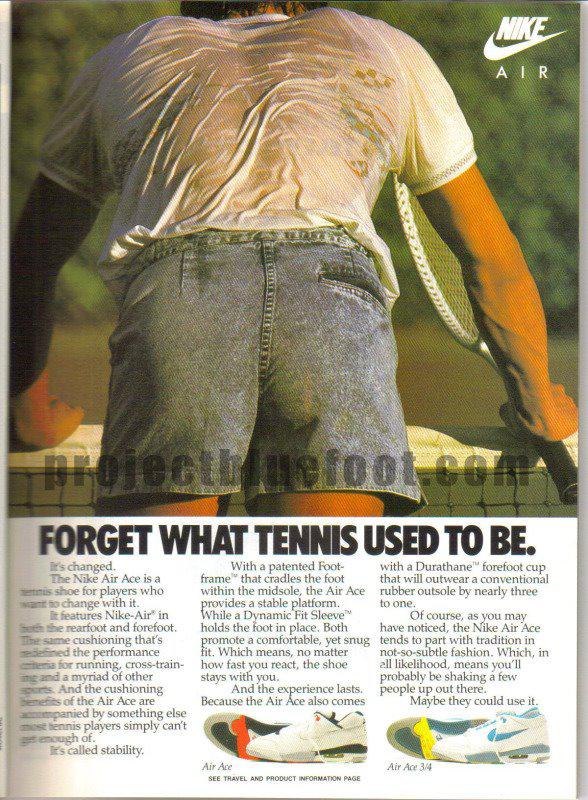 NIKE
AIR
projectblusfoot.com
FORGET WHAT TENNIS USED TO BE.
It's changed.
The Nike Air Ace is a
tennis shoe for players who
want to change with it.
It features Nike-Air® in
both the rearfoot and forefoot.
The same cushioning that's
redefined the performance
criteria for running, cross-train-
ing and a myriad of other
sports. And the cushioning
benefits of the Air Ace are
accompanied by something else
most tennis players simply can't
get enough of.
It's called stability.
With a patented Foot-
frame™ that cradles the foot
within the midsole, the Air Ace
provides a stable platform.
While a Dynamic Fit Sleeve™
holds the foot in place. Both
promote a comfortable, yet snug
fit. Which means, no matter
how fast you react, the shoe
stays with you.
And the experience lasts.
Because the Air Ace also comes
with a Durathane™ forefoot cup
that will outwear a conventional
rubber outsole by nearly three
to one.
Of course, as you may
have noticed, the Nike Air Ace
tends to part with tradition in
not-so-subtle fashion. Which, in
all likelihood, means you'll
probably be shaking a few
people up out there.
Maybe they could use it.
Air Ace
Air Ace 3/4
SEE TRAVEL AND PRODUCT INFORMATION PAGE